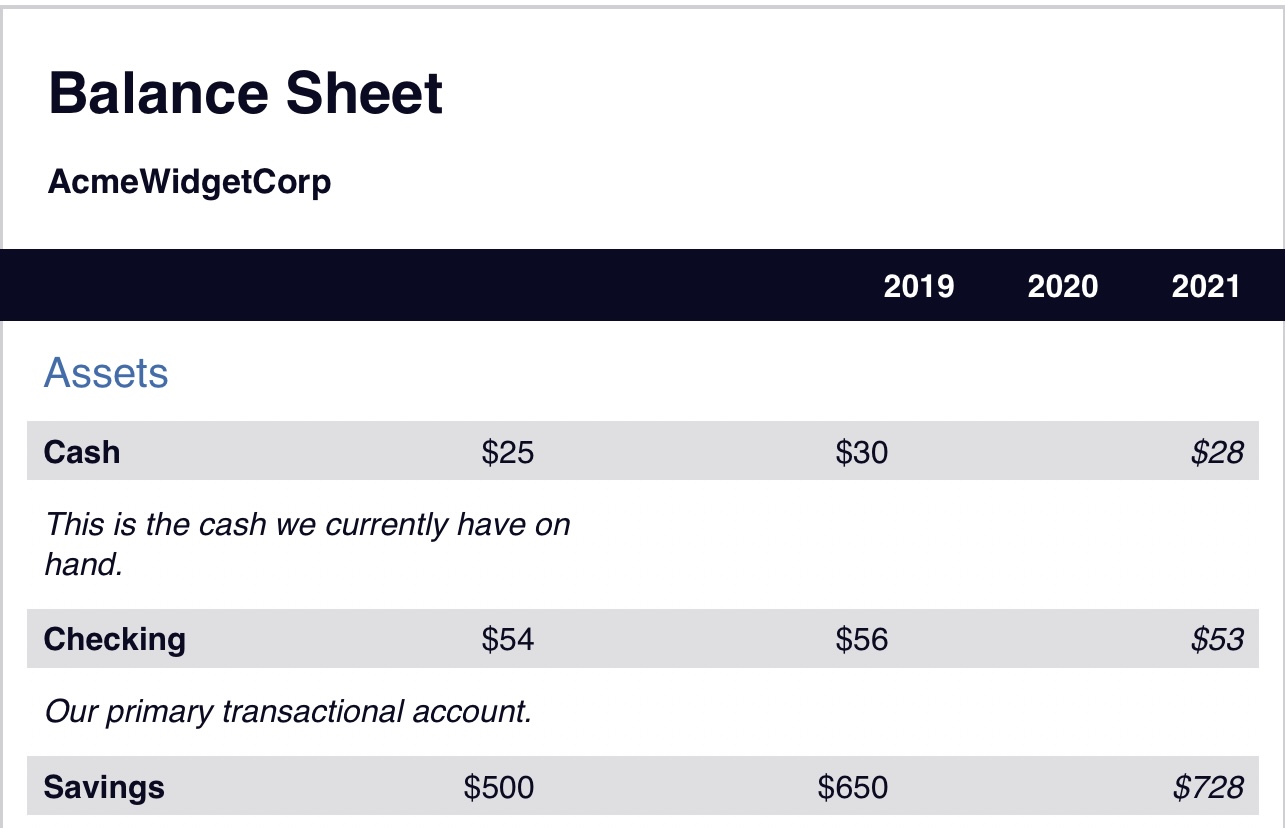 Balance Sheet
AcmeWidgetCorp
2019 2020 2021
Assets
Cash $25 $30 $28
This is the cash we currently have on
hand.
Checking $54 $56 $53
Our primary transactional account.
Savings $500 $650 $728